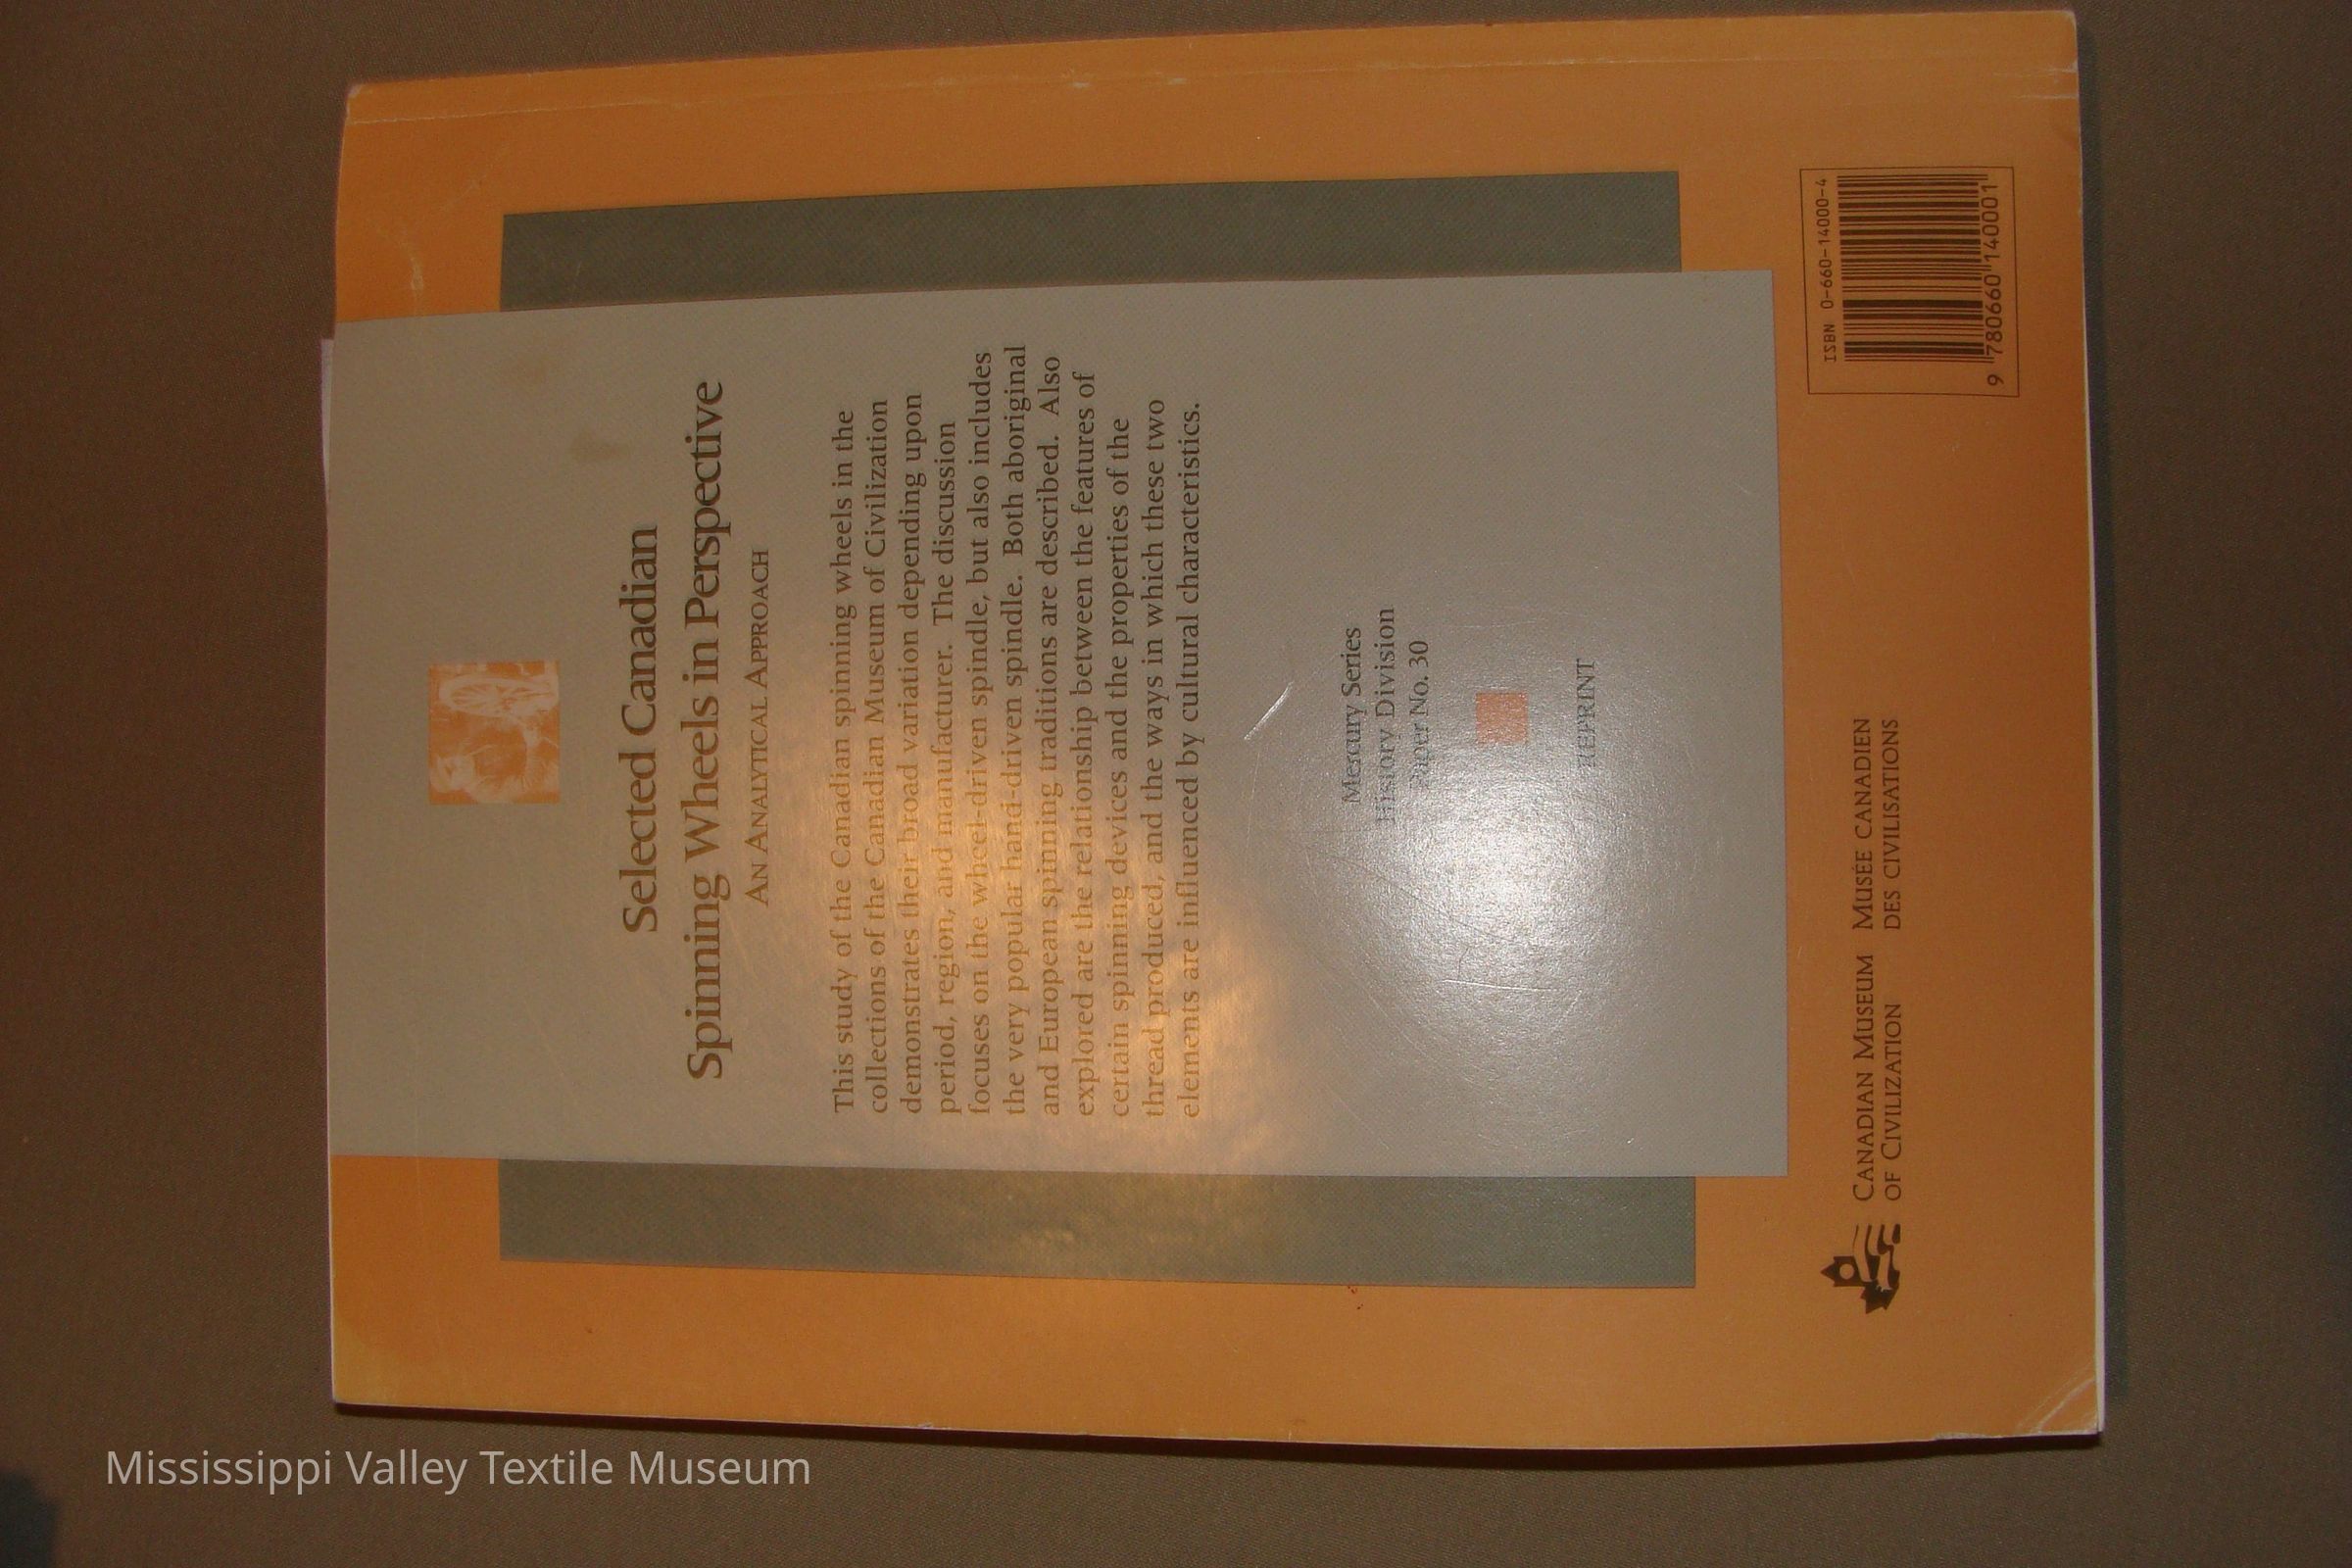 Selected Canadian
Spinning Wheels in Perspective
AN ANALYTICAL APPROACH
This study of the Canadian spinning wheels in the
collections of the Canadian Museum of Civilization
demonstrates their broad variation depending upon
period, region, and manufacturer. The discussion
focuses on the wheel-driven spindle, but also includes
the very popular hand-driven spindle. Both aboriginal
and European spinning traditions are described. Also
explored are the relationship between the features of
certain spinning devices and the properties of the
thread produced, and the ways in which these two
elements are influenced by cultural characteristics.
Mercury Series
History Division
Paper No. 30
REPRINT
CANADIAN MUSEUM
OF CIVILIZATION
MUSÉE CANADIEN
DES CIVILISATIONS
ISBN 0-660-14000-4
9 780660 140001
Mississippi Valley Textile Museum